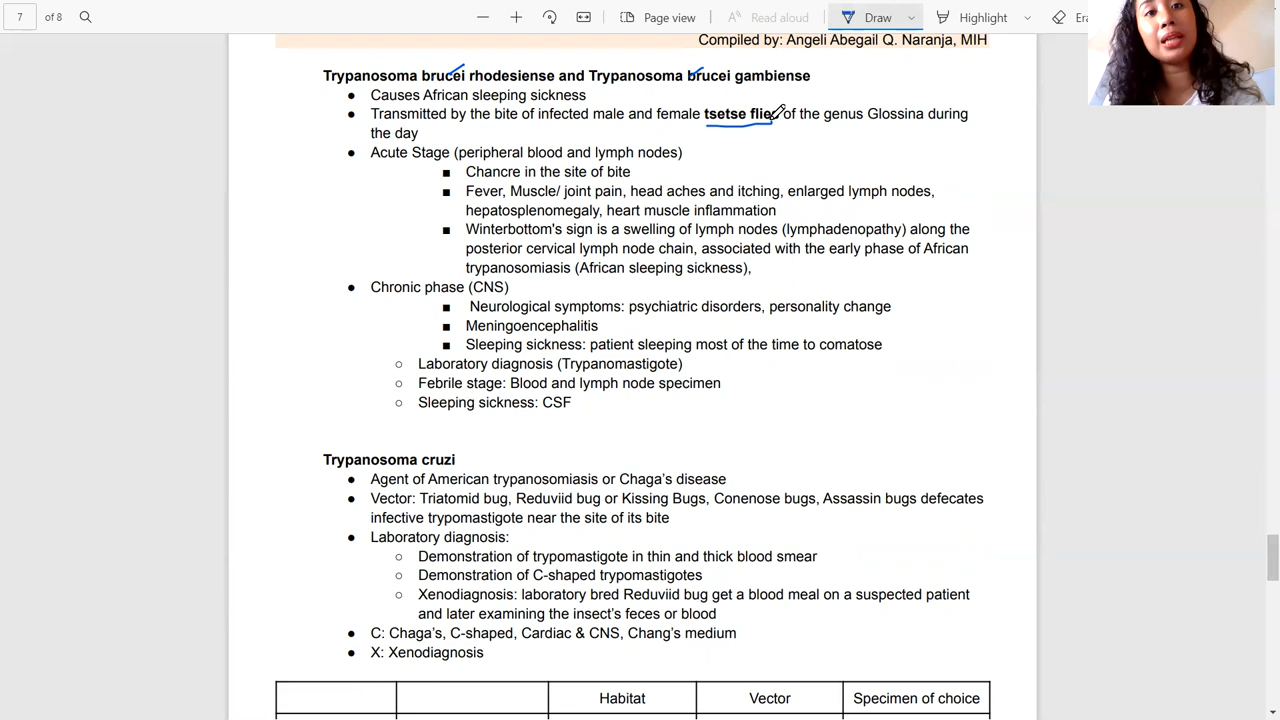 7 of 8
Page view
Read aloud
Draw
Highlight
Compiled by: Angeli Abegail Q. Naranja, MIH
Trypanosoma brucei rhodesiense and Trypanosoma brucei gambiense
● Causes African sleeping sickness
● Transmitted by the bite of infected male and female tsetse flies of the genus Glossina during
the day
● Acute Stage (peripheral blood and lymph nodes)
■ Chancre in the site of bite
■ Fever, Muscle/ joint pain, head aches and itching, enlarged lymph nodes,
hepatosplenomegaly, heart muscle inflammation
■ Winterbottom's sign is a swelling of lymph nodes (lymphadenopathy) along the
posterior cervical lymph node chain, associated with the early phase of African
trypanosomiasis (African sleeping sickness),
● Chronic phase (CNS)
■ Neurological symptoms: psychiatric disorders, personality change
■ Meningoencephalitis
■ Sleeping sickness: patient sleeping most of the time to comatose
○ Laboratory diagnosis (Trypanomastigote)
○ Febrile stage: Blood and lymph node specimen
○ Sleeping sickness: CSF
Trypanosoma cruzi
● Agent of American trypanosomiasis or Chaga's disease
● Vector: Triatomid bug, Reduviid bug or Kissing Bugs, Conenose bugs, Assassin bugs defecates
infective trypomastigote near the site of its bite
● Laboratory diagnosis:
○ Demonstration of trypomastigote in thin and thick blood smear
○ Demonstration of C-shaped trypomastigotes
○ Xenodiagnosis: laboratory bred Reduviid bug get a blood meal on a suspected patient
and later examining the insect's feces or blood
● C: Chaga's, C-shaped, Cardiac & CNS, Chang's medium
● X: Xenodiagnosis
Habitat Vector Specimen of choice